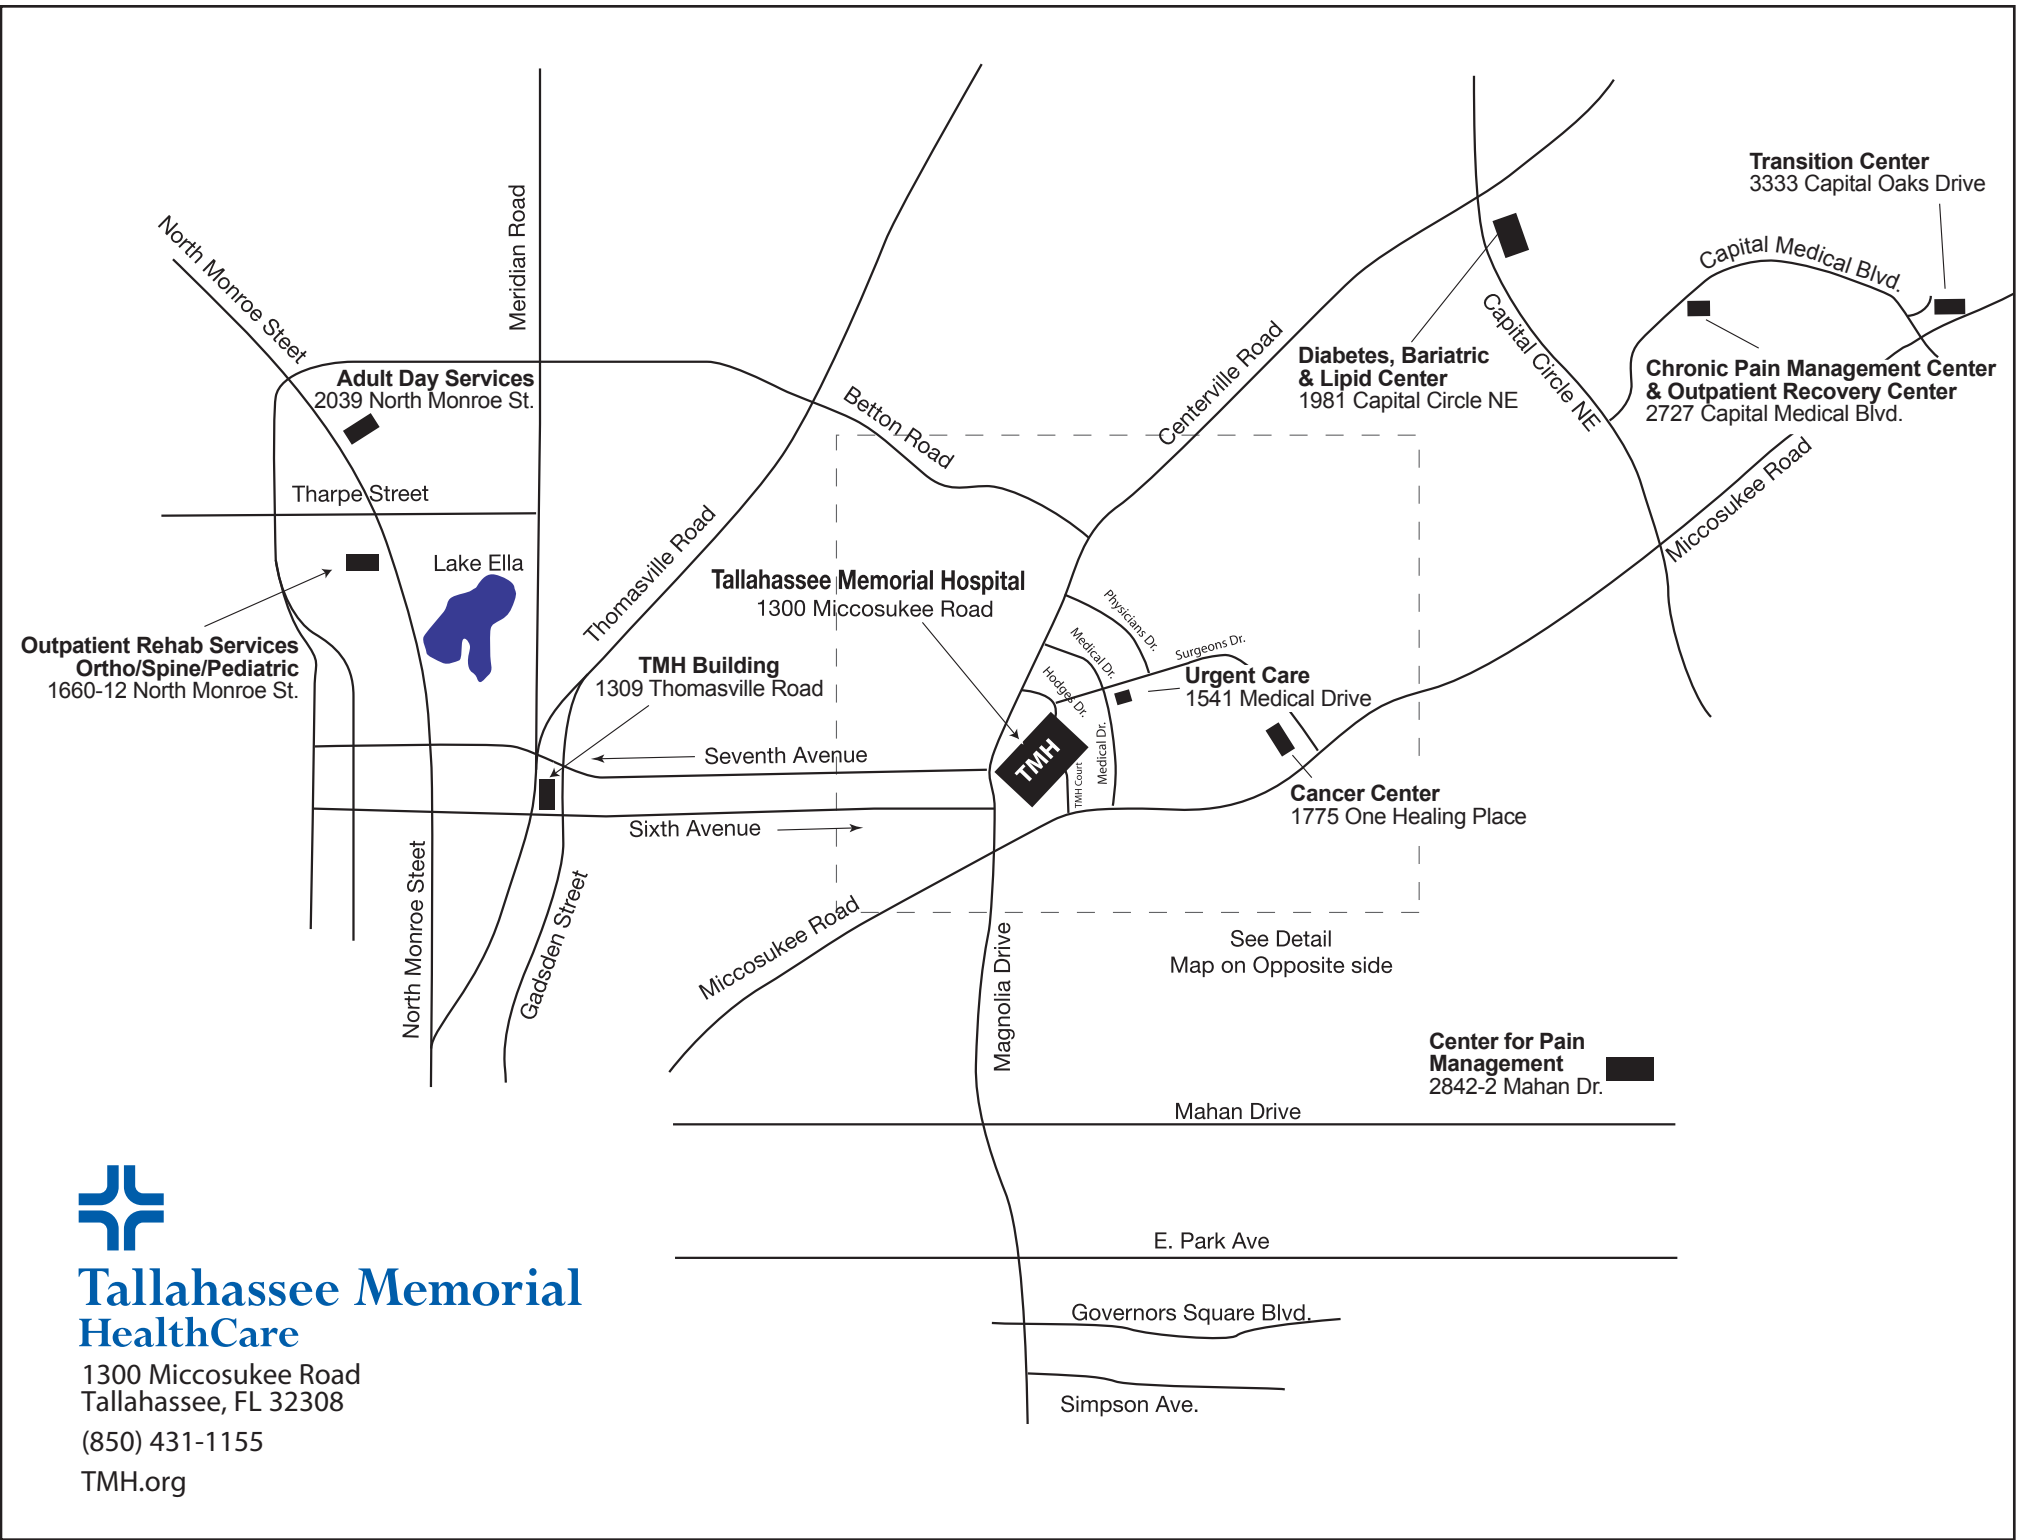 Transition Center
3333 Capital Oaks Drive
Meridian Road
North Monroe Steet
Capital Medical Blvd.
Capital Circle NE
Centerville Road
Diabetes, Bariatric
& Lipid Center
1981 Capital Circle NE
Chronic Pain Management Center
& Outpatient Recovery Center
2727 Capital Medical Blvd.
Adult Day Services
2039 North Monroe St.
Betton Road
Miccosukee Road
Tharpe Street
Thomasville Road
Lake Ella
Tallahassee Memorial Hospital
1300 Miccosukee Road
Physicians Dr.
Medical Dr.
Surgeons Dr.
Hodges Dr.
Outpatient Rehab Services
Ortho/Spine/Pediatric
1660-12 North Monroe St.
TMH Building
1309 Thomasville Road
Urgent Care
1541 Medical Drive
Seventh Avenue
TMH
Medical Dr.
TMH Court
Cancer Center
1775 One Healing Place
Sixth Avenue
North Monroe Steet
Gadsden Street
Miccosukee Road
Magnolia Drive
See Detail
Map on Opposite side
Center for Pain
Management
2842-2 Mahan Dr.
Mahan Drive
E. Park Ave
Governors Square Blvd.
Simpson Ave.
Tallahassee Memorial
HealthCare
1300 Miccosukee Road
Tallahassee, FL 32308
(850) 431-1155
TMH.org